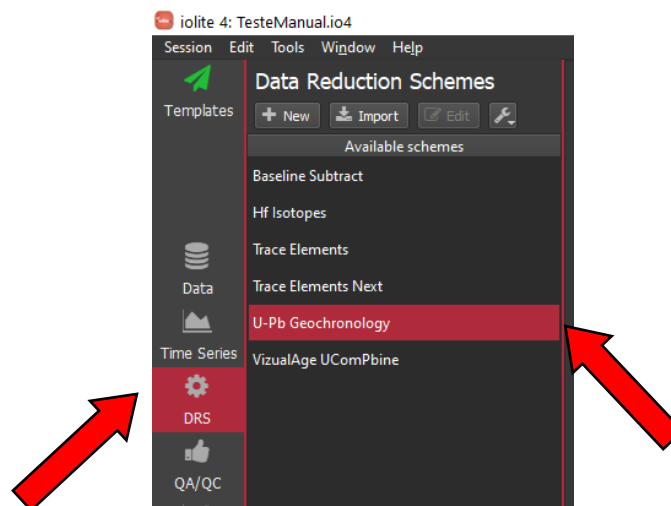 iolite 4: TesteManual.io4
Session Edit Tools Window Help
Templates
Data
Time Series
DRS
QA/QC
Data Reduction Schemes
New Import Edit
Available schemes
Baseline Subtract
Hf Isotopes
Trace Elements
Trace Elements Next
U-Pb Geochronology
VizualAge UComPbine